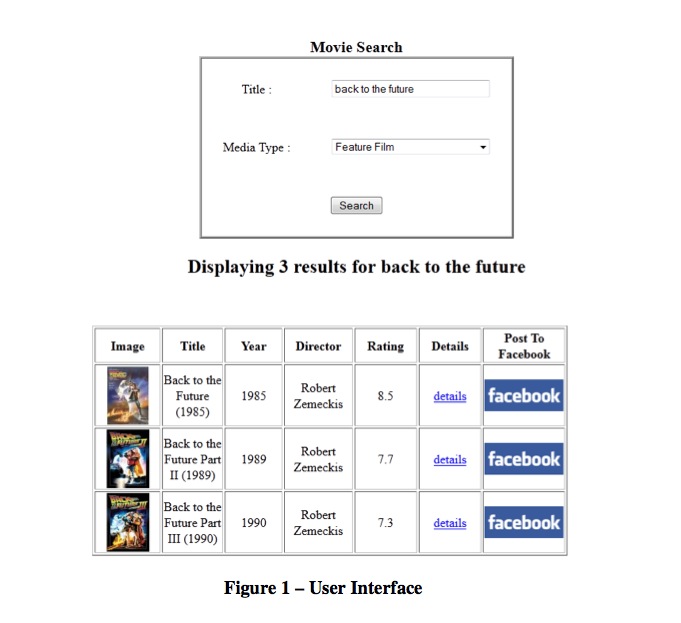 Movie Search
Title :
back to the future
Media Type :
Feature Film
Search
Displaying 3 results for back to the future
Image
Title
Year
Director
Rating
Details
Post To
Facebook
Back to the
Future
(1985)
1985
Robert
Zemeckis
8.5
details
facebook
Back to the
Future Part
II (1989)
1989
Robert
Zemeckis
7.7
details
facebook
Back to the
Future Part
III (1990)
1990
Robert
Zemeckis
7.3
details
facebook
Figure 1 – User Interface